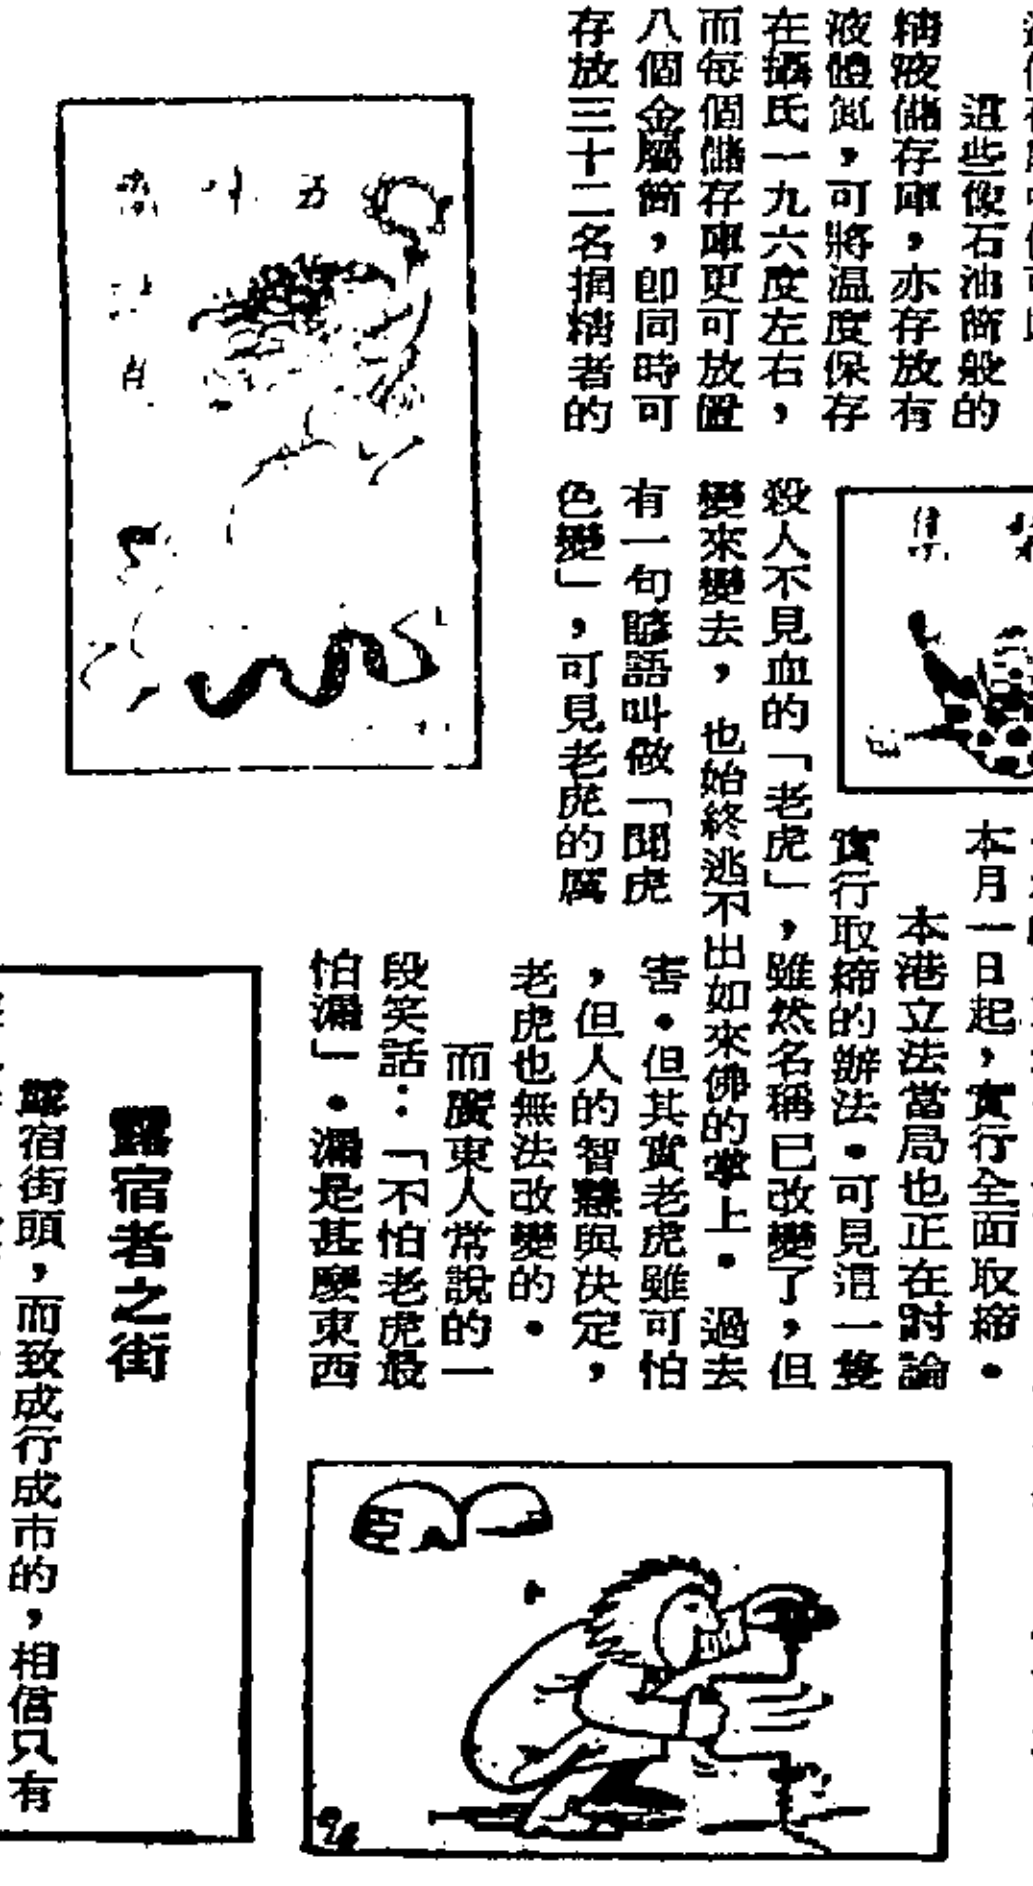 這些像石油筒般的
精液儲存庫，亦存放有
液體氮，可將温度保存
在攝氏一九六度左右，
而每個儲存庫更可放置
八個金屬筒，卽同時可
存放三十二名捐精者的
本月一日起，實行全面取締．
本港立法當局也正在討論
實行取締的辦法．可見這一隻
殺人不見血的「老虎」，雖然名稱已改變了，但
變來變去，也始終逃不出如來佛的掌上．過去
有一句諺語叫做「聞虎
色變」，可見老虎的厲
害．但其實老虎雖可怕
，但人的智慧與决定，
老虎也無法改變的．
而廣東人常說的一
段笑話：「不怕老虎最
怕漏」．漏是甚麼東西
露宿者之街
露宿街頭，而致成行成市的，相信只有